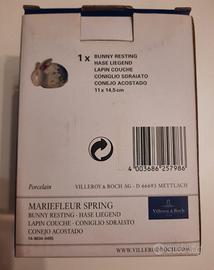 1 x
BUNNY RESTING
HASE LIEGEND
LAPIN COUCHE
CONIGLIO SDRAIATO
CONEJO ACOSTADO
11 x 14,5 cm
4 003686 257986
Porcelain
VILLEROY & BOCH AG - D 66693 METTLACH
MARIEFLEUR SPRING
BUNNY RESTING - HASE LIEGEND
LAPIN COUCHE - CONIGLIO SDRAIATO
CONEJO ACOSTADO
Villeroy & Boch
WWW.VILLEROY-BOCH.COM